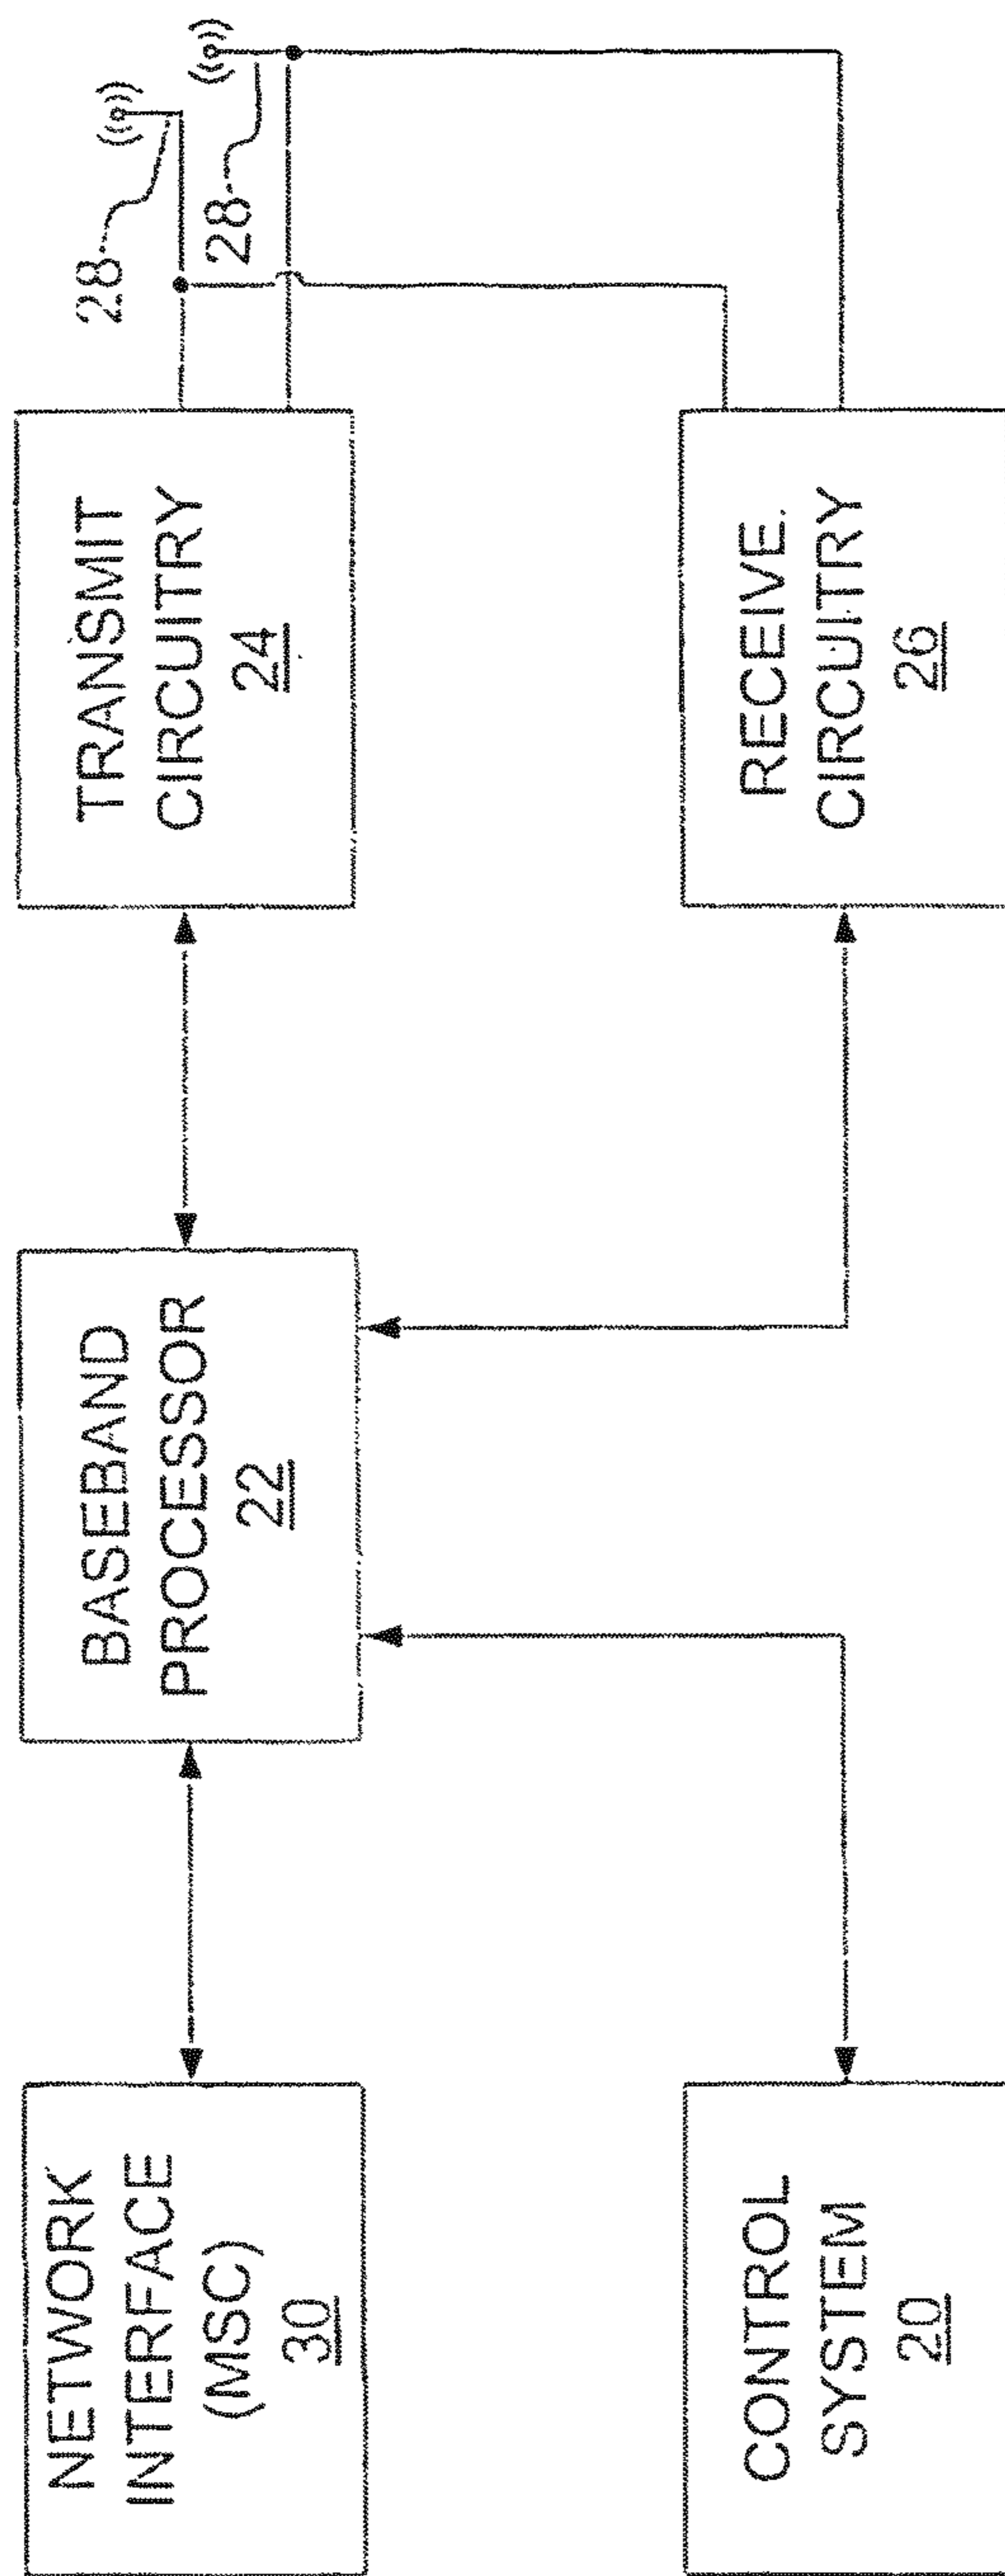 NETWORK
INTERFACE
(MSC)
30
BASEBAND
PROCESSOR
22
TRANSMIT
CIRCUITRY
24
28
28
CONTROL
SYSTEM
20
RECEIVE
CIRCUITRY
26